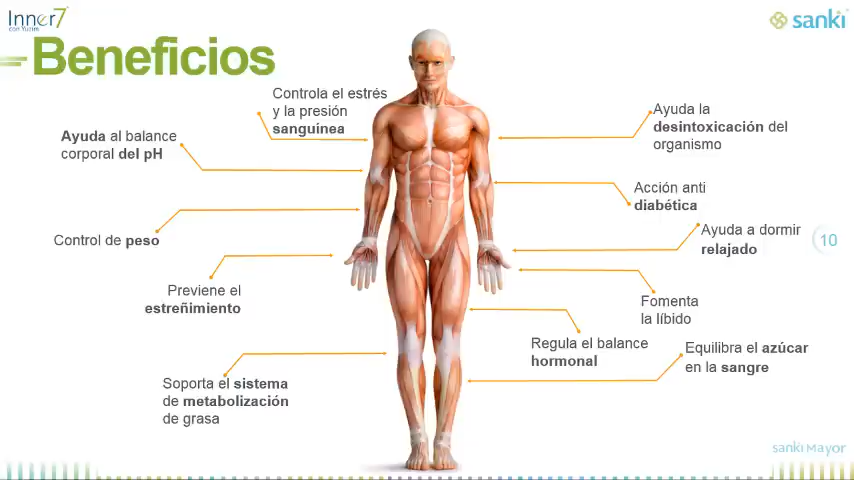 Inner7
con Yuzim
sanki
Beneficios
Controla el estrés
y la presión
sanguínea
Ayuda al balance
corporal del pH
Control de peso
Previene el
estreñimiento
Soporta el sistema
de metabolización
de grasa
Ayuda la
desintoxicación del
organismo
Acción anti
diabética
Ayuda a dormir
relajado
10
Fomenta
la líbido
Regula el balance
hormonal
Equilibra el azúcar
en la sangre
sanki Mayor